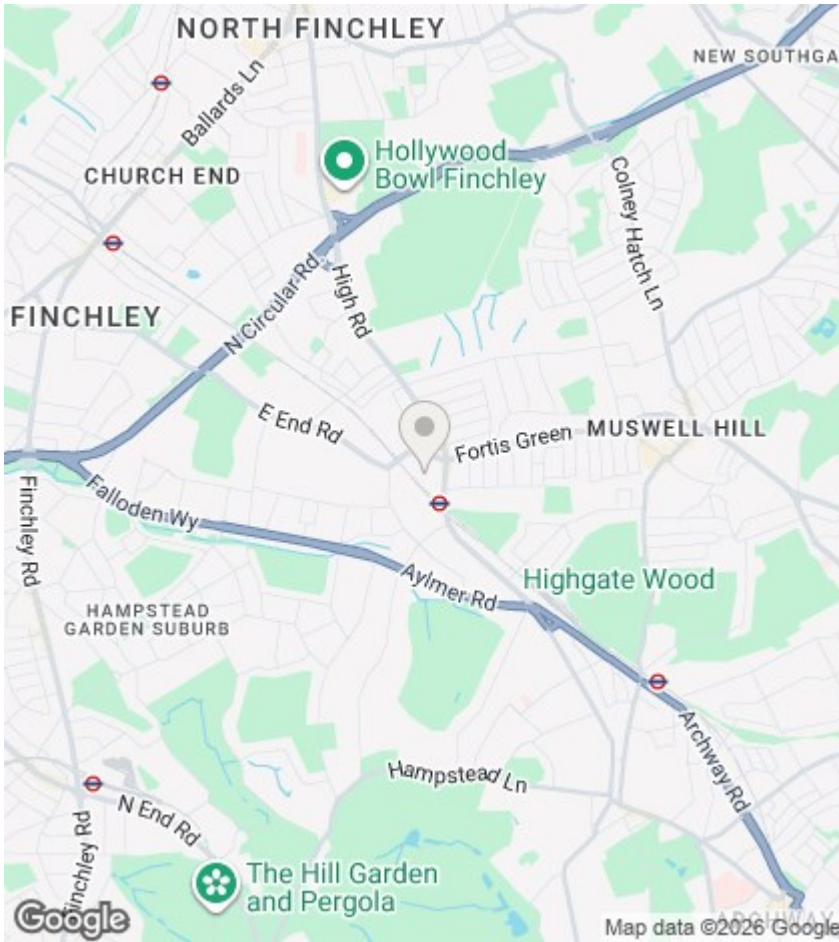 NORTH FINCHLEY
NEW SOUTHGA
Ballards Ln
Hollywood
Bowl Finchley
CHURCH END
Colney Hatch Ln
N Circular Rd
High Rd
FINCHLEY
E End Rd
Fortis Green
MUSWELL HILL
Finchley Rd
Falloden Wy
Aylmer Rd
Highgate Wood
HAMPSTEAD
GARDEN SUBURB
Archway Rd
Hampstead Ln
N End Rd
Finchley Rd
The Hill Garden
and Pergola
ARCHWAY
Google
Map data ©2026 Google